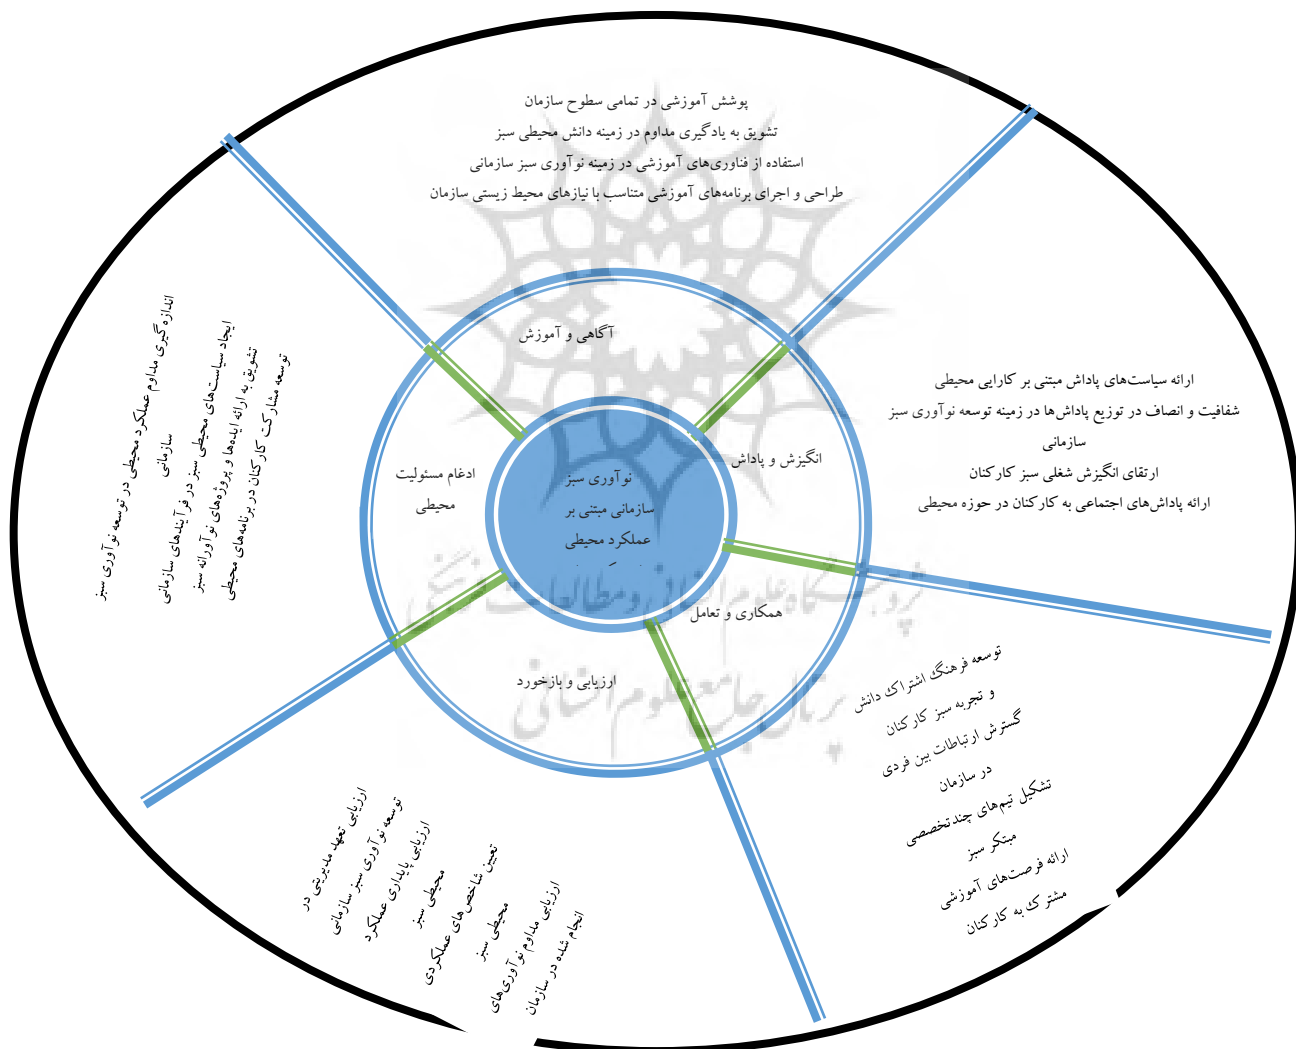 پوشش آموزشی در تمامی سطوح سازمان
تشویق به یادگیری مداوم در زمینه دانش محیطی سبز
استفاده از فناوری‌های آموزشی در زمینه نوآوری سبز سازمانی
طراحی و اجرای برنامه‌های آموزشی متناسب با نیازهای محیط زیستی سازمان
آگاهی و آموزش
ارائه سیاست‌های پاداش مبتنی بر کارایی محیطی
شفافیت و انصاف در توزیع پاداش‌ها در زمینه توسعه نوآوری سبز
سازمانی
ارتقای انگیزش شغلی سبز کارکنان
ارائه پاداش‌های اجتماعی به کارکنان در حوزه محیطی
انگیزش و پاداش
نوآوری سبز
سازمانی مبتنی بر
عملکرد محیطی
ادغام مسئولیت
محیطی
اندازه‌گیری مداوم عملکرد محیطی در توسعه نوآوری سبز
سازمانی
ایجاد سیاست‌های محیطی سبز در فرآیندهای سازمانی
تشویق به ارائه ایده‌ها و پروژه‌های نوآورانه سبز
توسعه مشارکت کارکنان در برنامه‌های محیطی
همکاری و تعامل
توسعه فرهنگ اشتراک دانش
و تجربه سبز کارکنان
گسترش ارتباطات بین فردی
در سازمان
تشکیل تیم‌های چندتخصصی
مبتکر سبز
ارائه فرصت‌های آموزشی
مشترک به کارکنان
ارزیابی و بازخورد
ارزیابی تعهد مدیریتی در
توسعه نوآوری سبز سازمانی
ارزیابی پایداری عملکرد
محیطی سبز
تعیین شاخص‌های عملکردی
محیطی سبز
ارزیابی مداوم نوآوری‌های
انجام شده در سازمان
پژوهشگاه علوم انسانی و مطالعات فرهنگی
پرتال جامع علوم انسانی